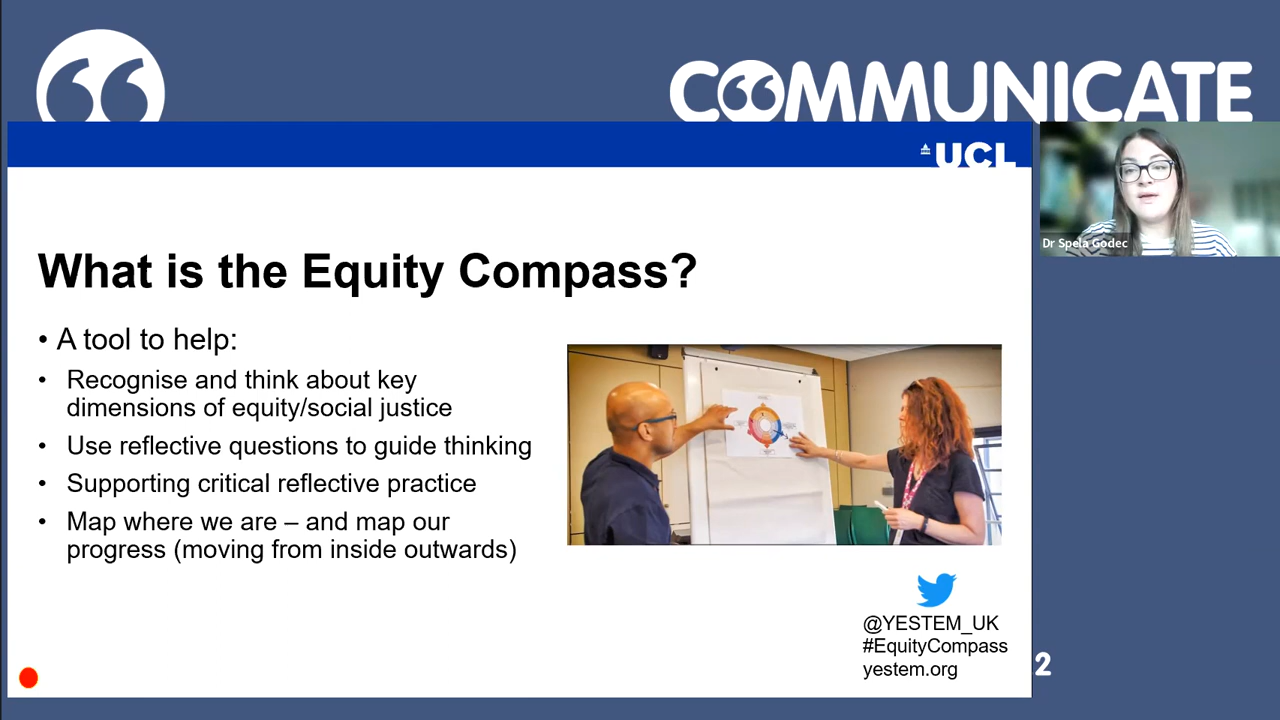 COMMUNICATE
UCL
Dr Spela Godec
What is the Equity Compass?
• A tool to help:
• Recognise and think about key
dimensions of equity/social justice
• Use reflective questions to guide thinking
• Supporting critical reflective practice
• Map where we are – and map our
progress (moving from inside outwards)
@YESTEM_UK
#EquityCompass
yestem.org
2